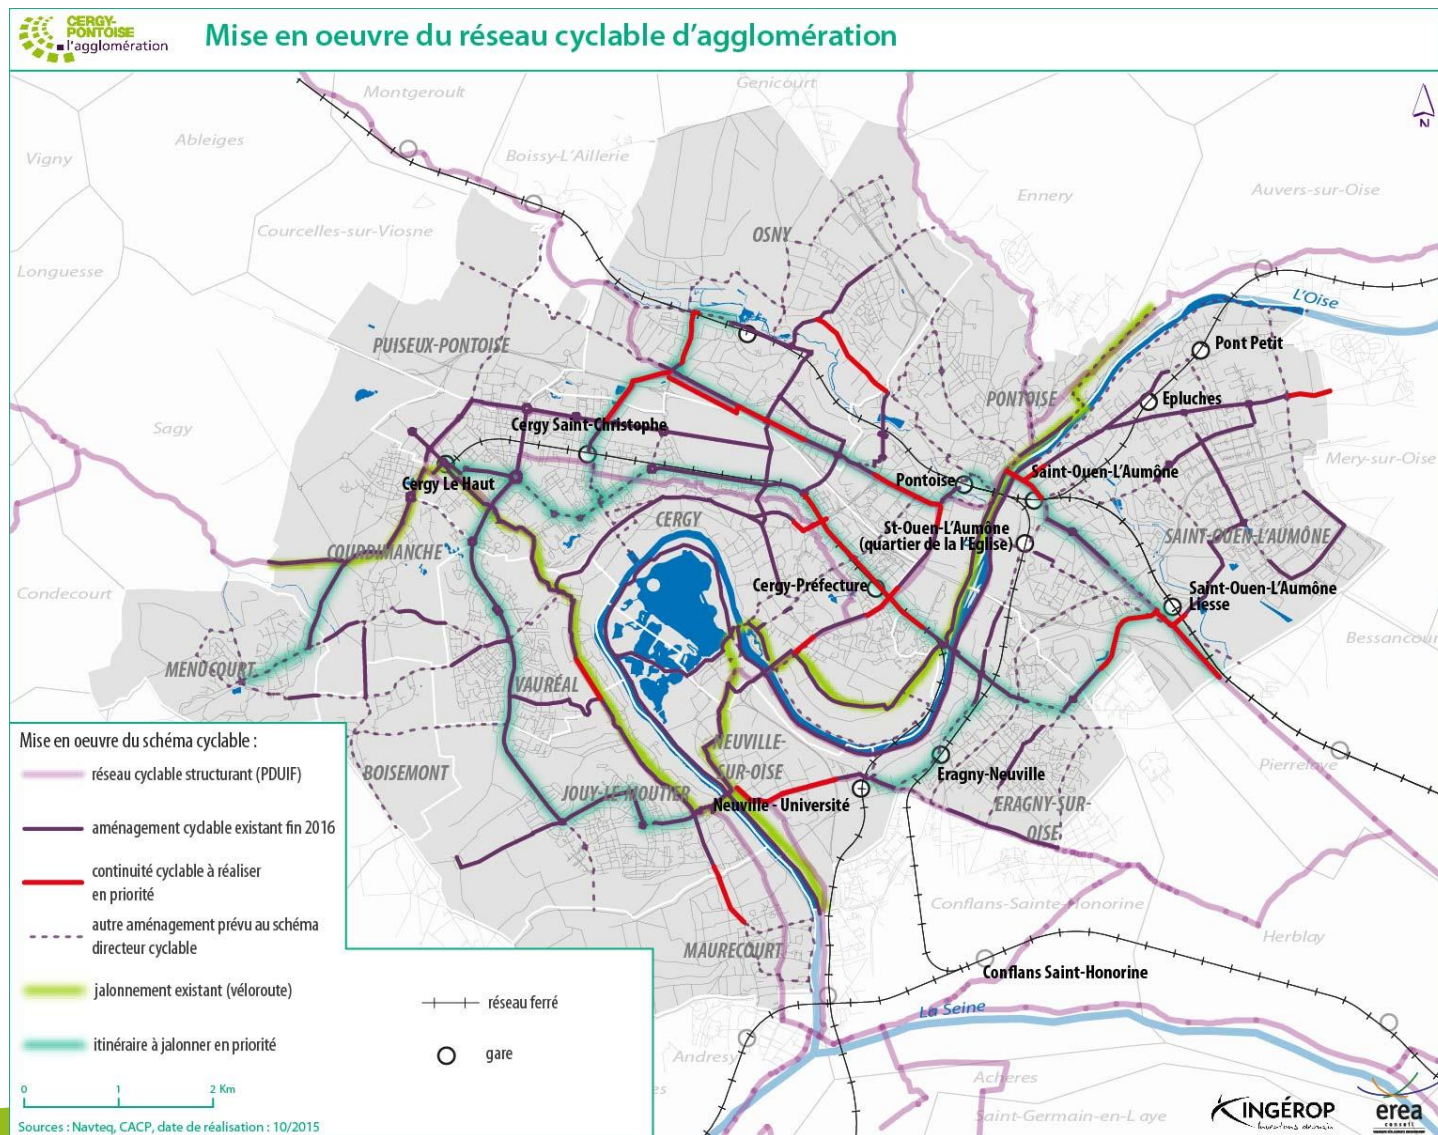 CERGY-
PONTOISE
l'agglomération
Mise en oeuvre du réseau cyclable d'agglomération
Genicourt
Montgeroult
N
Ableiges
Boissy-L'Aillerie
Vigny
Ennery
Auvers-sur-Oise
Courcelles-sur-Viosne
OSNY
Longuesse
L'Oise
PUISEUX-PONTOISE
Pont Petit
PONTOISE
Epluches
Sagy
Cergy Saint-Christophe
Mery-sur-Oise
Saint-Ouen-L'Aumône
Cergy Le Haut
Pontoise
CERGY
St-Ouen-L'Aumône
(quartier de la l'Eglise)
SAINT-OUEN-L'AUMÔNE
COURDIMANCHE
Condecourt
Cergy-Préfecture
Saint-Ouen-L'Aumône
Liesse
Bessancour
MENUCOURT
VAURÉAL
Mise en oeuvre du schéma cyclable :
NEUVILLE-
SUR-OISE
réseau cyclable structurant (PDUIF)
BOISEMONT
Eragny-Neuville
Pierrelaye
JOUY-LE-MOUTIER
Neuville - Université
ERAGNY-SUR-
OISE
aménagement cyclable existant fin 2016
continuité cyclable à réaliser
en priorité
Conflans-Sainte-Honorine
autre aménagement prévu au schéma
directeur cyclable
Herblay
MAURECOURT
Conflans Saint-Honorine
jalonnement existant (véloroute)
réseau ferré
La Seine
itinéraire à jalonner en priorité
gare
Andresy
es
Acheres
0 1 2 Km
Saint-Germain-en-L aye
INGÉROP
erea
conseil
Sources : Navteq, CACP, date de réalisation : 10/2015